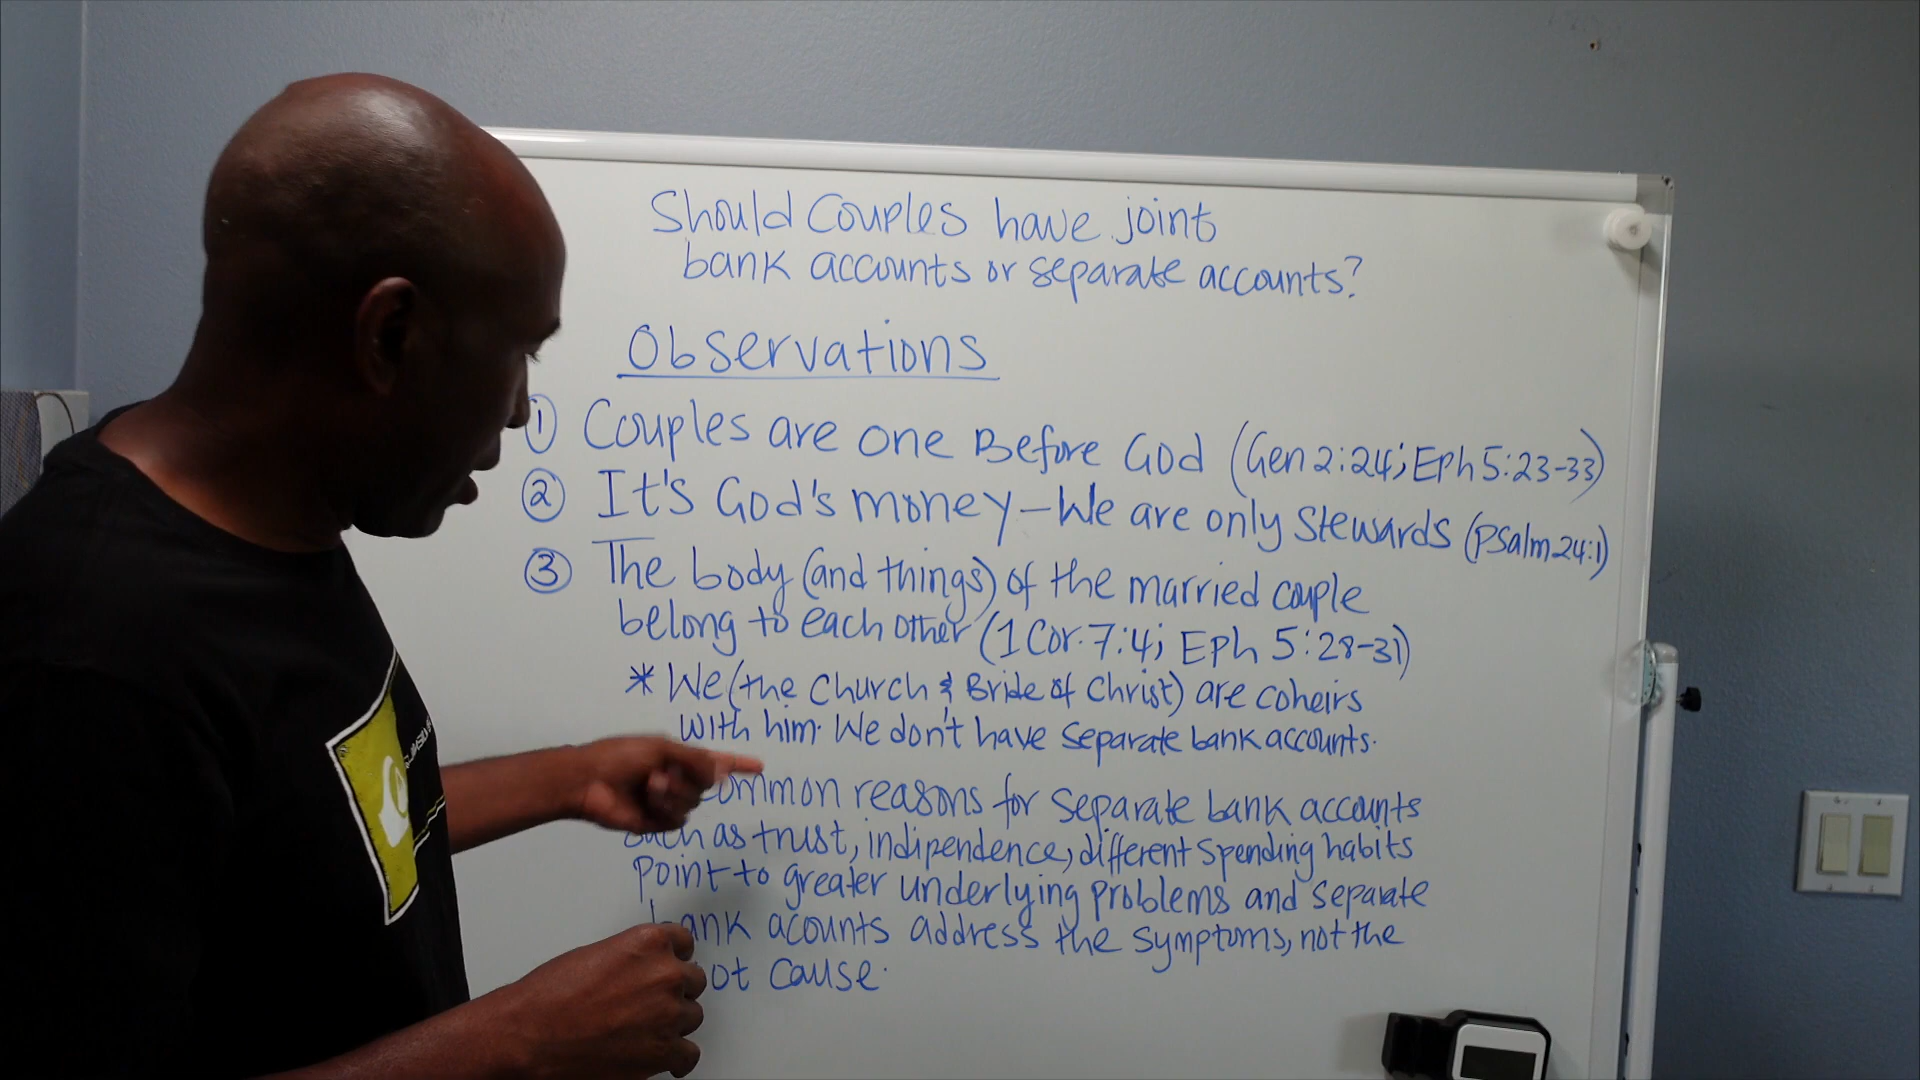 Should Couples have joint
bank accounts or separate accounts?
Observations
① Couples are one Before God (Gen 2:24; Eph 5:23-33)
② It's God's money - We are only Stewards (Psalm 24:1)
③ The body (and things) of the married couple
belong to each other (1 Cor. 7:4; Eph 5:28-31)
* We (the Church & Bride of Christ) are coheirs
with him. We don't have separate bank accounts.
common reasons for separate bank accounts
such as trust, indipendence, different spending habits
point to greater underlying problems and separate
bank acounts address the symptoms, not the
cause.